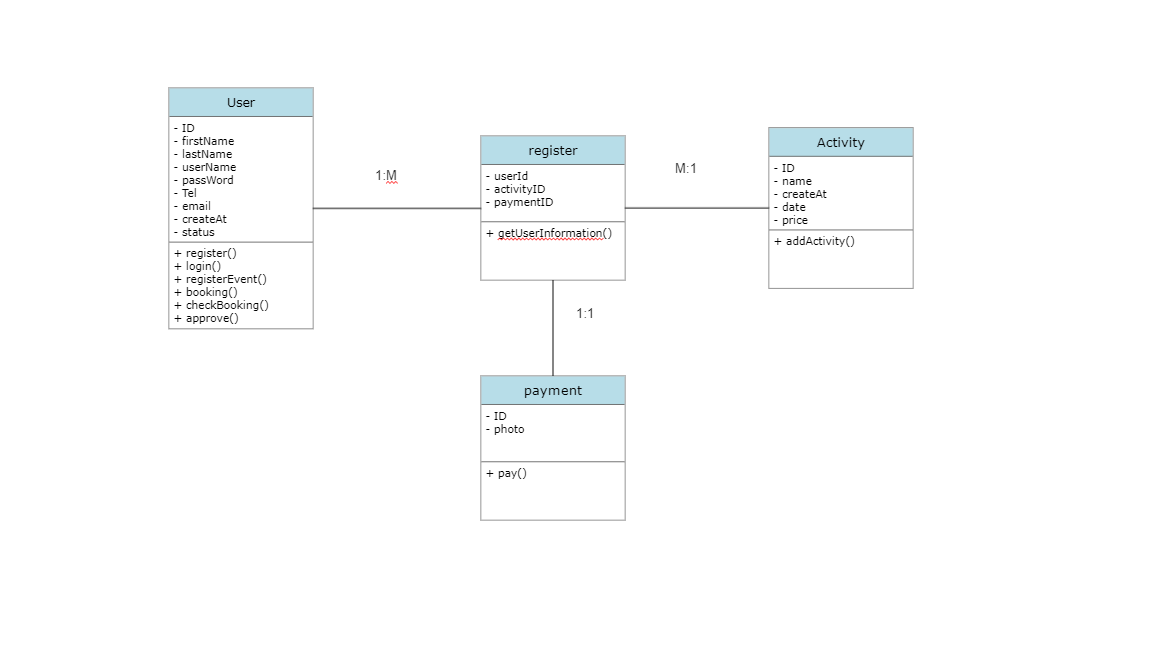 User
- ID
- firstName
- lastName
- userName
- passWord
- Tel
- email
- createAt
- status
+ register()
+ login()
+ registerEvent()
+ booking()
+ checkBooking()
+ approve()
1:M
register
- userId
- activityID
- paymentID
+ getUserInformation()
M:1
Activity
- ID
- name
- createAt
- date
- price
+ addActivity()
1:1
payment
- ID
- photo
+ pay()